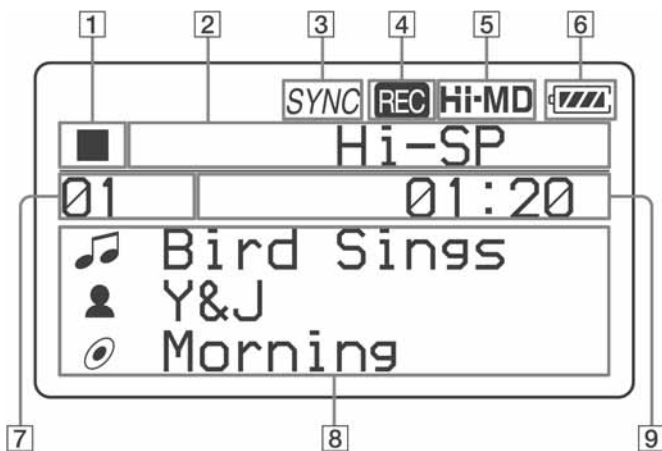 1 2 3 4 5 6
SYNC REC Hi-MD
Hi-SP
01 01:20
Bird Sings
Y&J
Morning
7 8 9